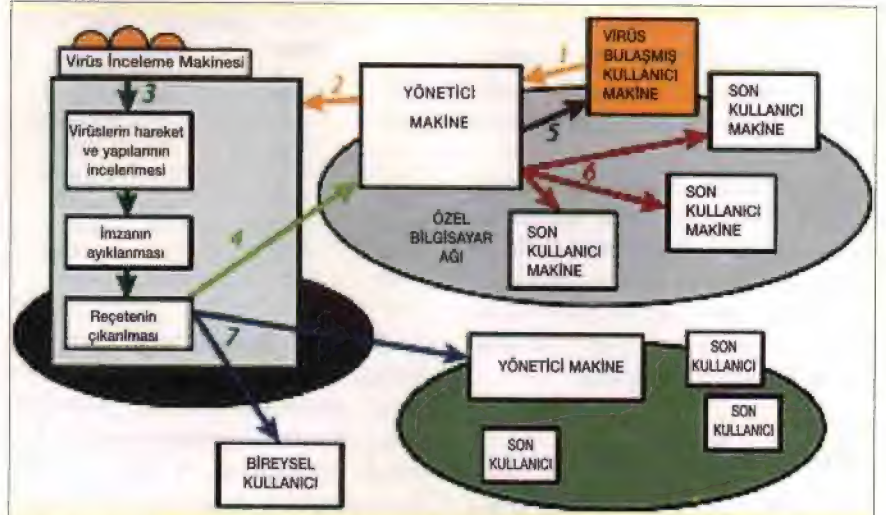 Virüs İnceleme Makinesi
3
Virüslerin hareket
ve yapılarının
incelenmesi
İmzanın
ayıklanması
Reçetenin
çıkarılması
2
1
YÖNETİCİ
MAKİNE
VIRÜS
BULAŞMIŞ
KULLANICI
MAKİNE
5
SON
KULLANICI
MAKİNE
6
SON
KULLANICI
MAKİNE
SON
KULLANICI
MAKİNE
ÖZEL
BİLGİSAYAR
AĞI
4
7
YÖNETİCİ MAKİNE
SON
KULLANICI
SON
KULLANICI
SON
KULLANICI
BİREYSEL
KULLANICI